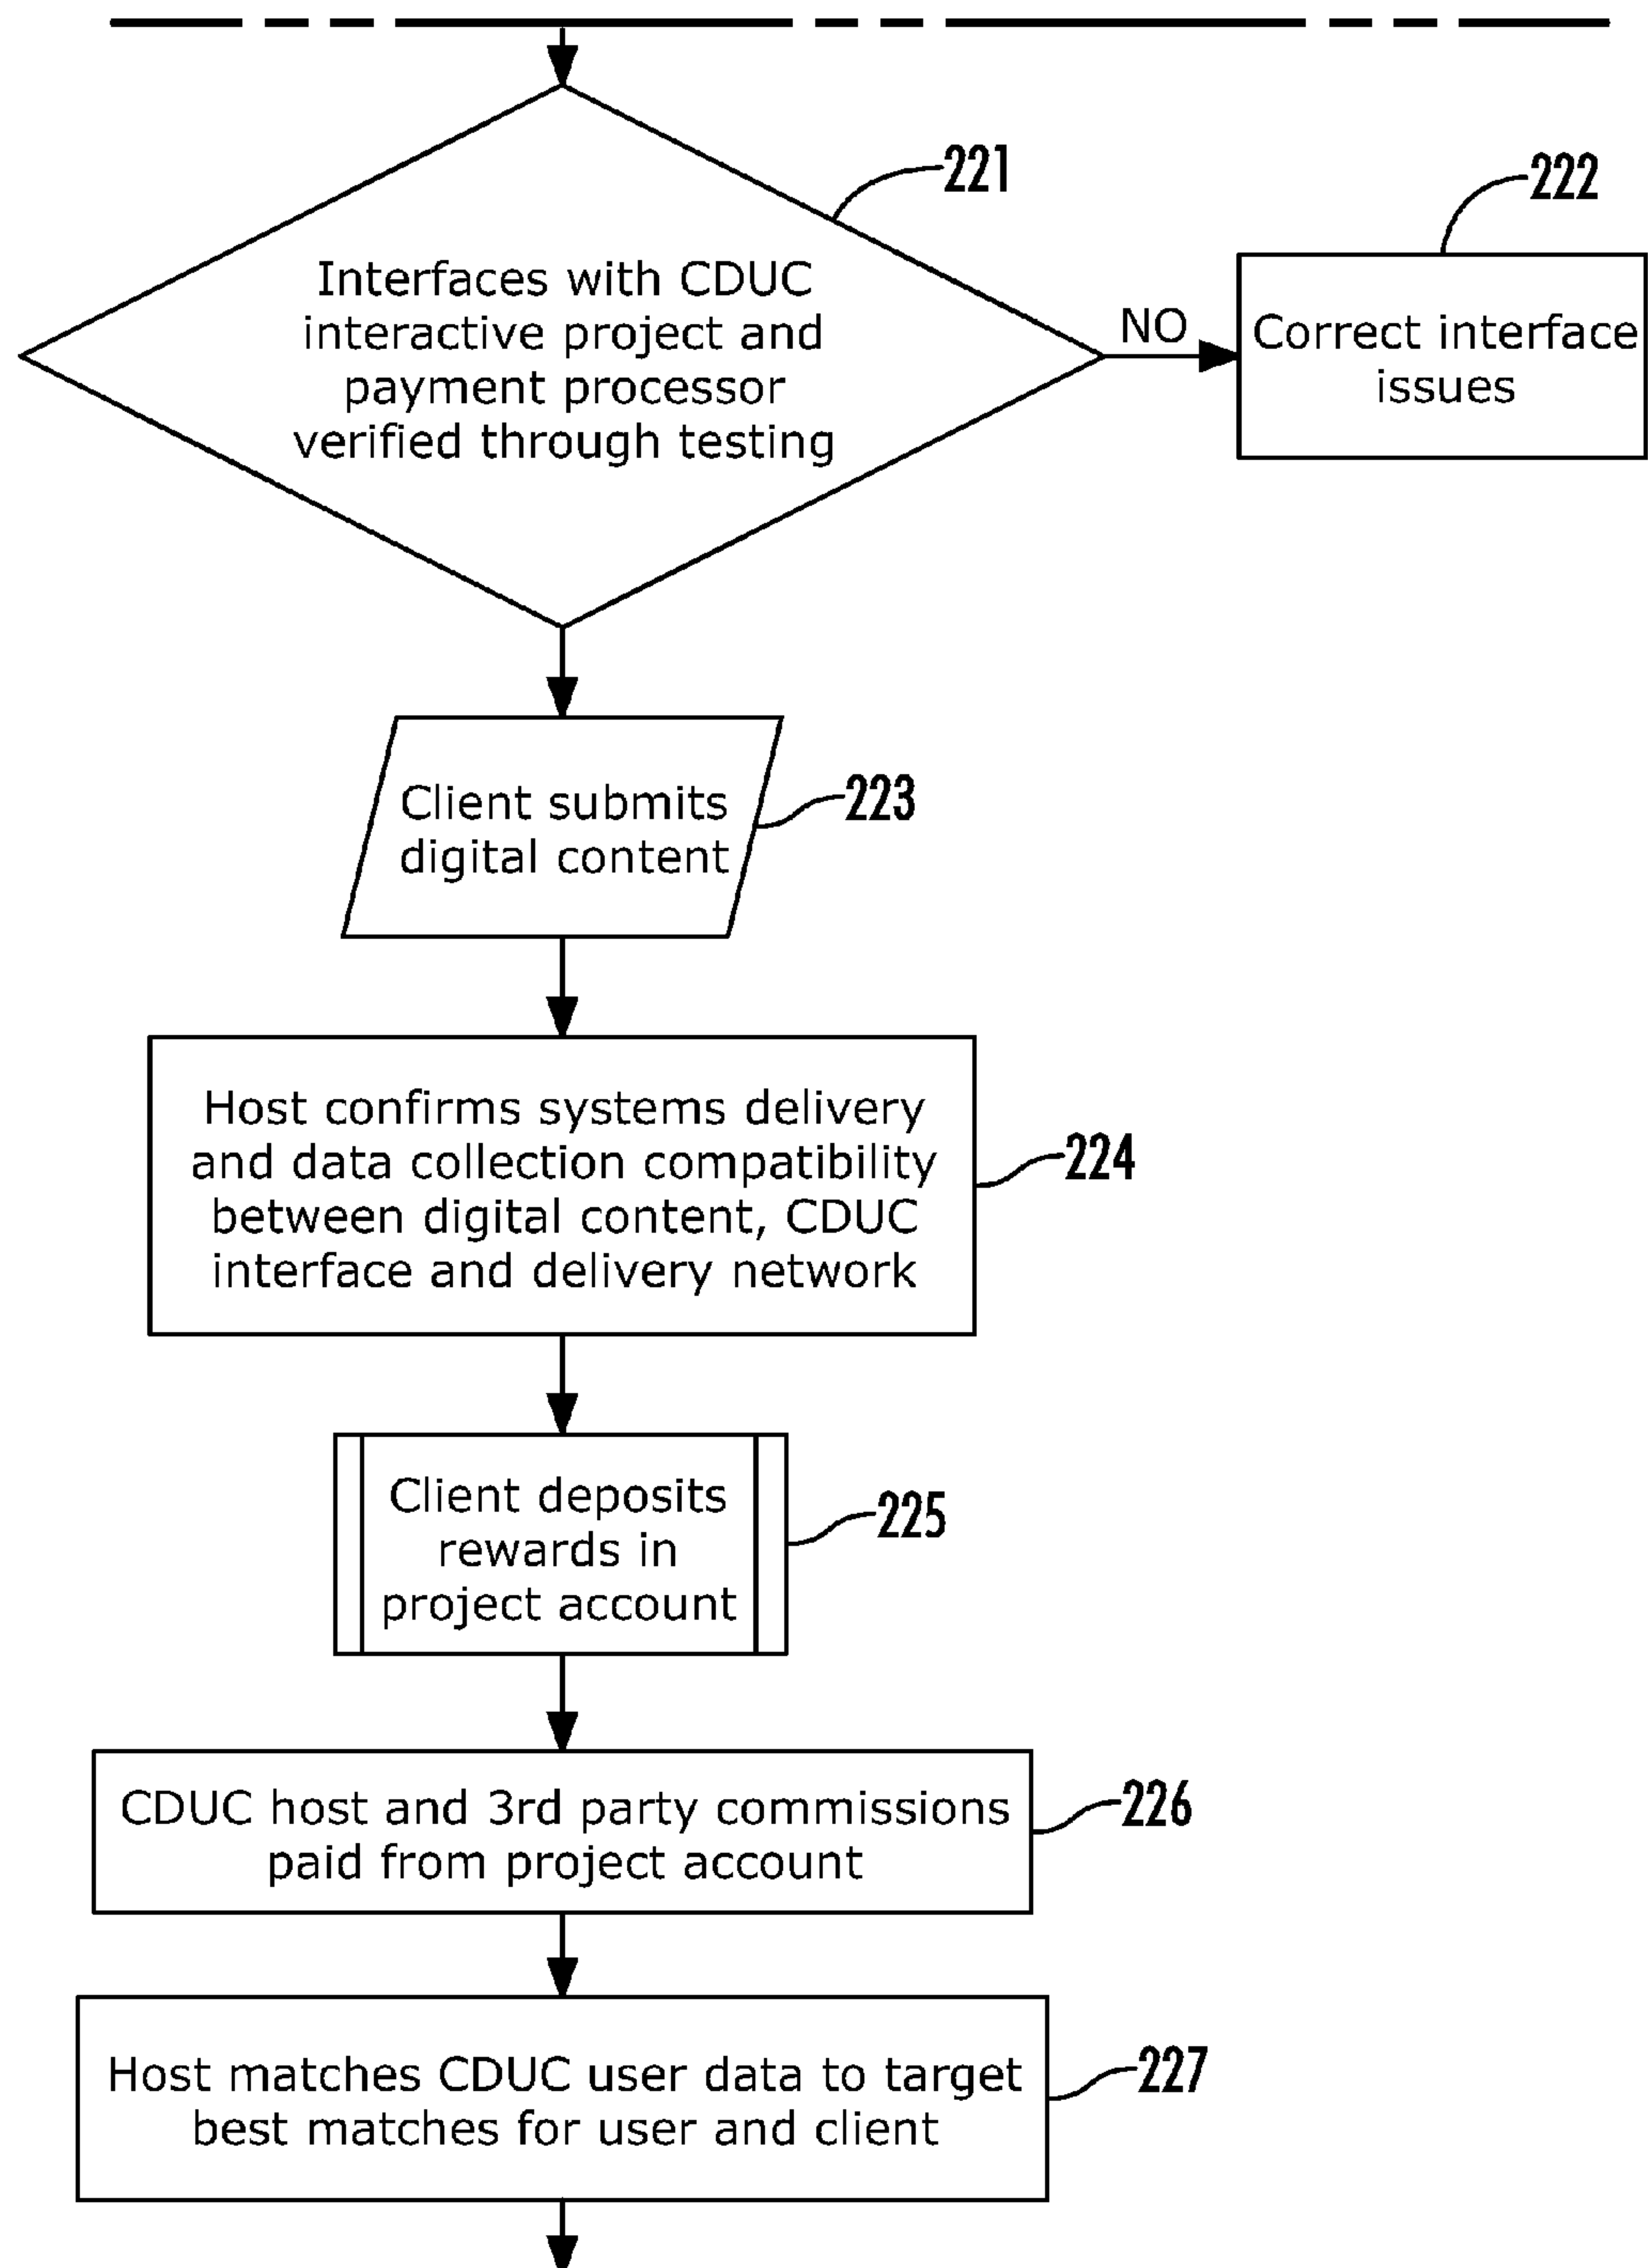 221
Interfaces with CDUC
interactive project and
payment processor
verified through testing
NO
222
Correct interface
issues
Client submits
digital content
223
Host confirms systems delivery
and data collection compatibility
between digital content, CDUC
interface and delivery network
224
Client deposits
rewards in
project account
225
CDUC host and 3rd party commissions
paid from project account
226
Host matches CDUC user data to target
best matches for user and client
227